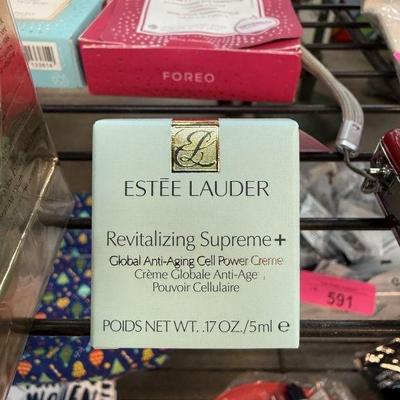 133814
FOREO
EL
ESTĒE LAUDER
Revitalizing Supreme+
Global Anti-Aging Cell Power Creme
Crème Globale Anti-Age
Pouvoir Cellulaire
POIDS NET WT. .17 OZ./5ml e
591